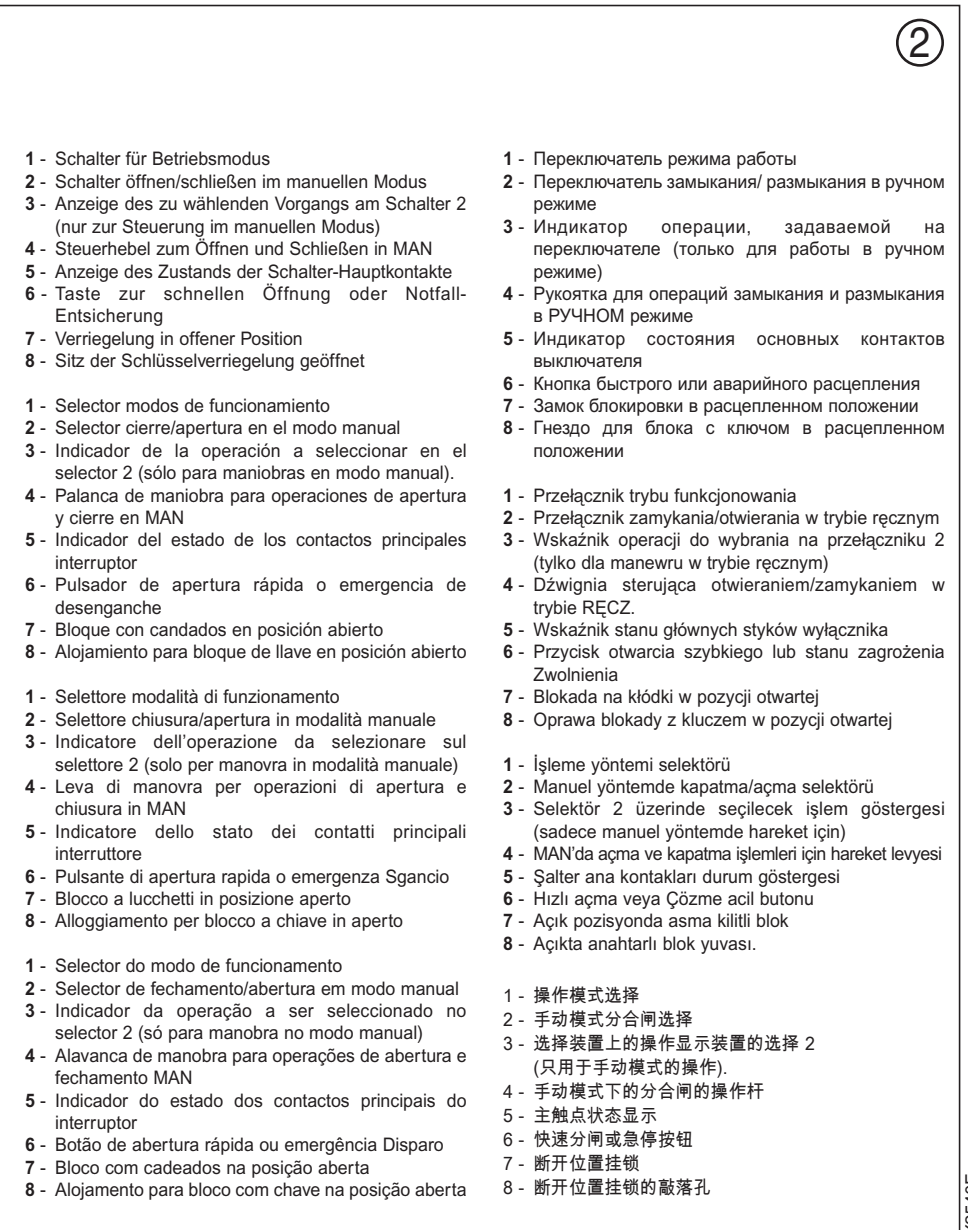 2
1 - Schalter für Betriebsmodus
2 - Schalter öffnen/schließen im manuellen Modus
3 - Anzeige des zu wählenden Vorgangs am Schalter 2
(nur zur Steuerung im manuellen Modus)
4 - Steuerhebel zum Öffnen und Schließen in MAN
5 - Anzeige des Zustands der Schalter-Hauptkontakte
6 - Taste zur schnellen Öffnung oder Notfall-
Entsicherung
7 - Verriegelung in offener Position
8 - Sitz der Schlüsselverriegelung geöffnet
1 - Selector modos de funcionamiento
2 - Selector cierre/apertura en el modo manual
3 - Indicador de la operación a seleccionar en el
selector 2 (sólo para maniobras en modo manual).
4 - Palanca de maniobra para operaciones de apertura
y cierre en MAN
5 - Indicador del estado de los contactos principales
interruptor
6 - Pulsador de apertura rápida o emergencia de
desenganche
7 - Bloque con candados en posición abierto
8 - Alojamiento para bloque de llave en posición abierto
1 - Selettore modalità di funzionamento
2 - Selettore chiusura/apertura in modalità manuale
3 - Indicatore dell'operazione da selezionare sul
selettore 2 (solo per manovra in modalità manuale)
4 - Leva di manovra per operazioni di apertura e
chiusura in MAN
5 - Indicatore dello stato dei contatti principali
interruttore
6 - Pulsante di apertura rapida o emergenza Sgancio
7 - Blocco a lucchetti in posizione aperto
8 - Alloggiamento per blocco a chiave in aperto
1 - Selector do modo de funcionamento
2 - Selector de fechamento/abertura em modo manual
3 - Indicador da operação a ser seleccionado no
selector 2 (só para manobra no modo manual)
4 - Alavanca de manobra para operações de abertura e
fechamento MAN
5 - Indicador do estado dos contactos principais do
interruptor
6 - Botão de abertura rápida ou emergência Disparo
7 - Bloco com cadeados na posição aberta
8 - Alojamento para bloco com chave na posição aberta
1 - Переключатель режима работы
2 - Переключатель замыкания/ размыкания в ручном
режиме
3 - Индикатор операции, задаваемой на
переключателе (только для работы в ручном
режиме)
4 - Рукоятка для операций замыкания и размыкания
в РУЧНОМ режиме
5 - Индикатор состояния основных контактов
выключателя
6 - Кнопка быстрого или аварийного расцепления
7 - Замок блокировки в расцепленном положении
8 - Гнездо для блока с ключом в расцепленном
положении
1 - Przełącznik trybu funkcjonowania
2 - Przełącznik zamykania/otwierania w trybie ręcznym
3 - Wskaźnik operacji do wybrania na przełączniku 2
(tylko dla manewru w trybie ręcznym)
4 - Dźwignia sterująca otwieraniem/zamykaniem w
trybie RĘCZ.
5 - Wskaźnik stanu głównych styków wyłącznika
6 - Przycisk otwarcia szybkiego lub stanu zagrożenia
Zwolnienia
7 - Blokada na kłódki w pozycji otwartej
8 - Oprawa blokady z kluczem w pozycji otwartej
1 - İşleme yöntemi selektörü
2 - Manuel yöntemde kapatma/açma selektörü
3 - Selektör 2 üzerinde seçilecek işlem göstergesi
(sadece manuel yöntemde hareket için)
4 - MAN'da açma ve kapatma işlemleri için hareket levyesi
5 - Şalter ana kontakları durum göstergesi
6 - Hızlı açma veya Çözme acil butonu
7 - Açık pozisyonda asma kilitli blok
8 - Açıkta anahtarlı blok yuvası.
1 - 操作模式选择
2 - 手动模式分合闸选择
3 - 选择装置上的操作显示装置的选择 2
(只用于手动模式的操作).
4 - 手动模式下的分合闸的操作杆
5 - 主触点状态显示
6 - 快速分闸或急停按钮
7 - 断开位置挂锁
8 - 断开位置挂锁的敲落孔